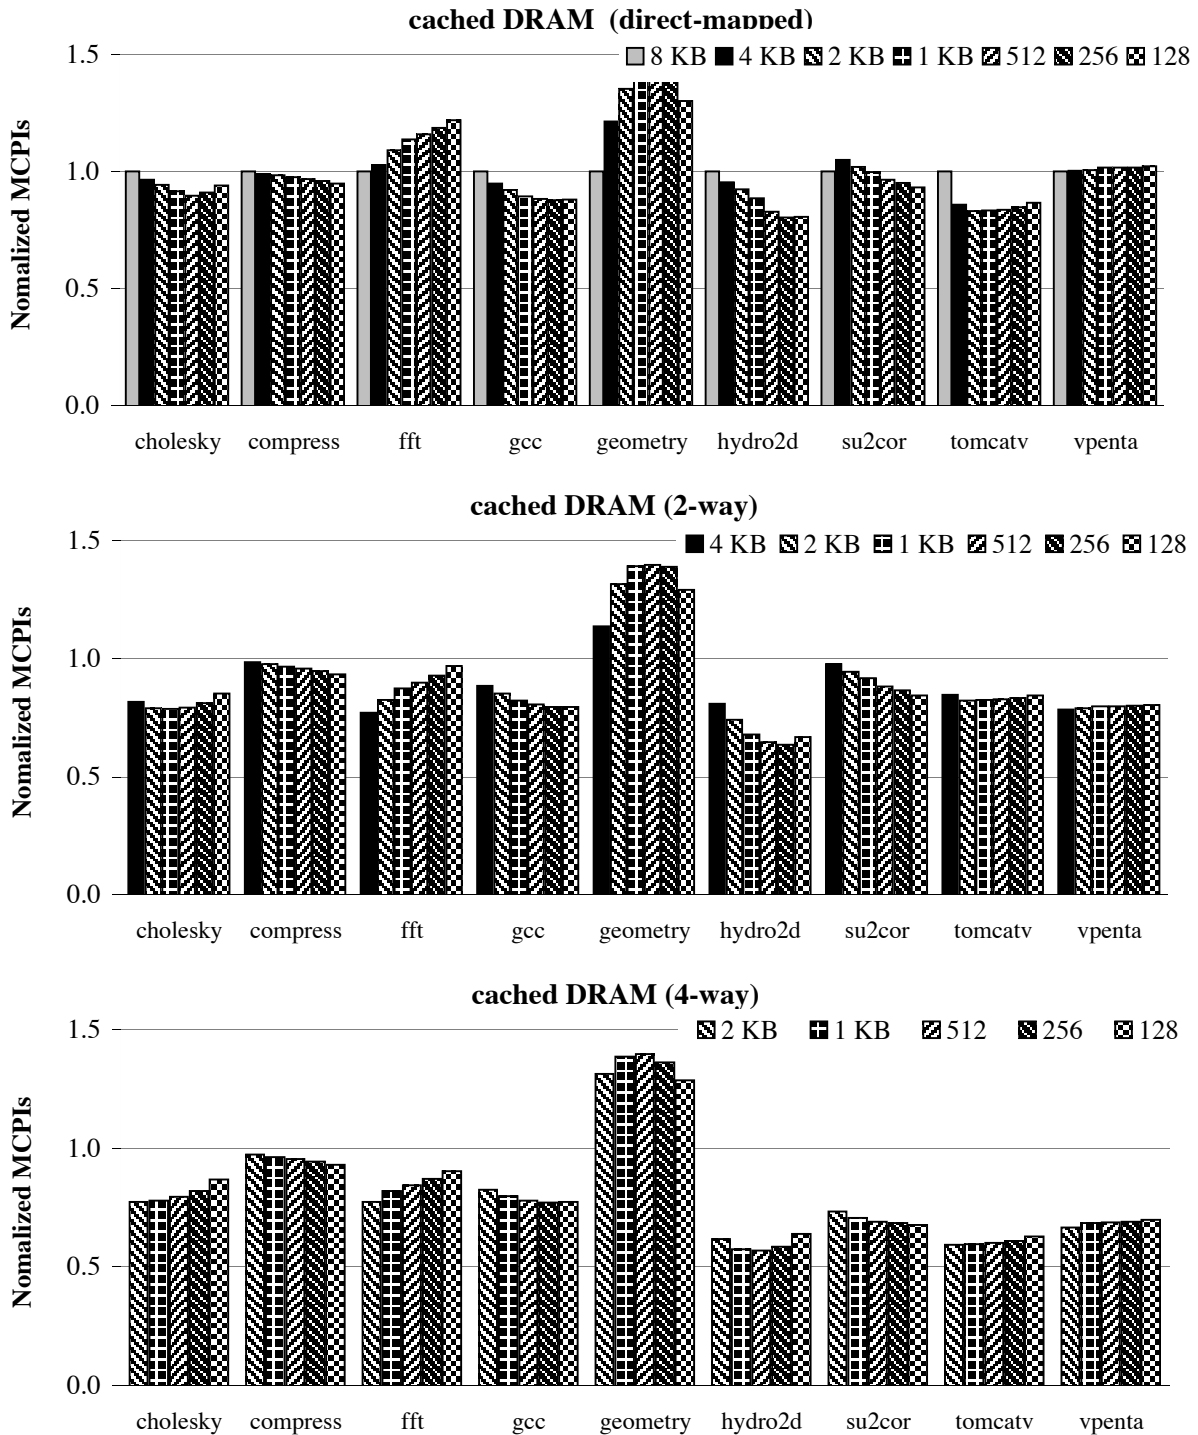 cached DRAM (direct-mapped)
1.5
8 KB 4 KB 2 KB 1 KB 512 256 128
Nomalized MCPIs
1.0
0.5
0.0
cholesky compress fft gcc geometry hydro2d su2cor tomcatv vpenta
cached DRAM (2-way)
1.5
4 KB 2 KB 1 KB 512 256 128
Nomalized MCPIs
1.0
0.5
0.0
cholesky compress fft gcc geometry hydro2d su2cor tomcatv vpenta
cached DRAM (4-way)
1.5
2 KB 1 KB 512 256 128
Nomalized MCPIs
1.0
0.5
0.0
cholesky compress fft gcc geometry hydro2d su2cor tomcatv vpenta